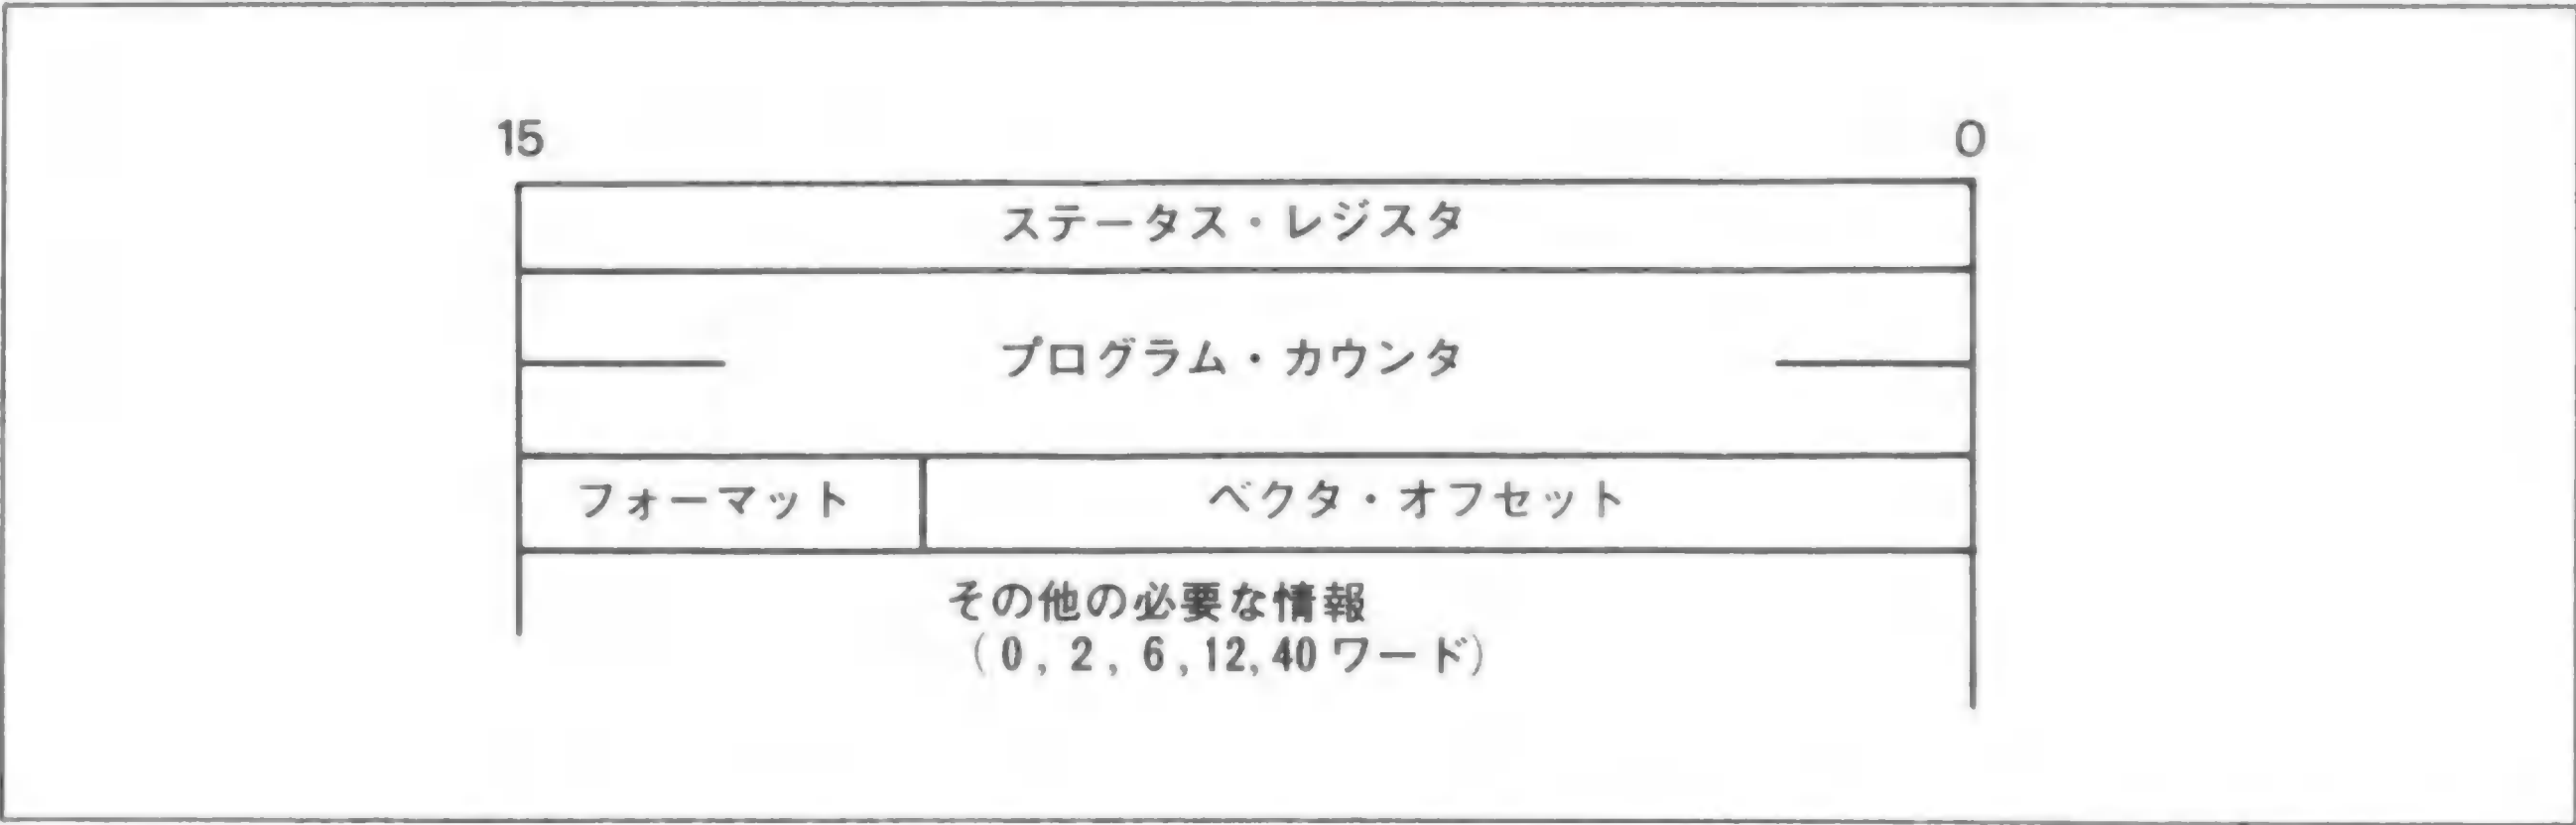 15 0
ステータス・レジスタ
プログラム・カウンタ
フォーマット ベクタ・オフセット
その他の必要な情報
(0, 2, 6, 12, 40 ワード)